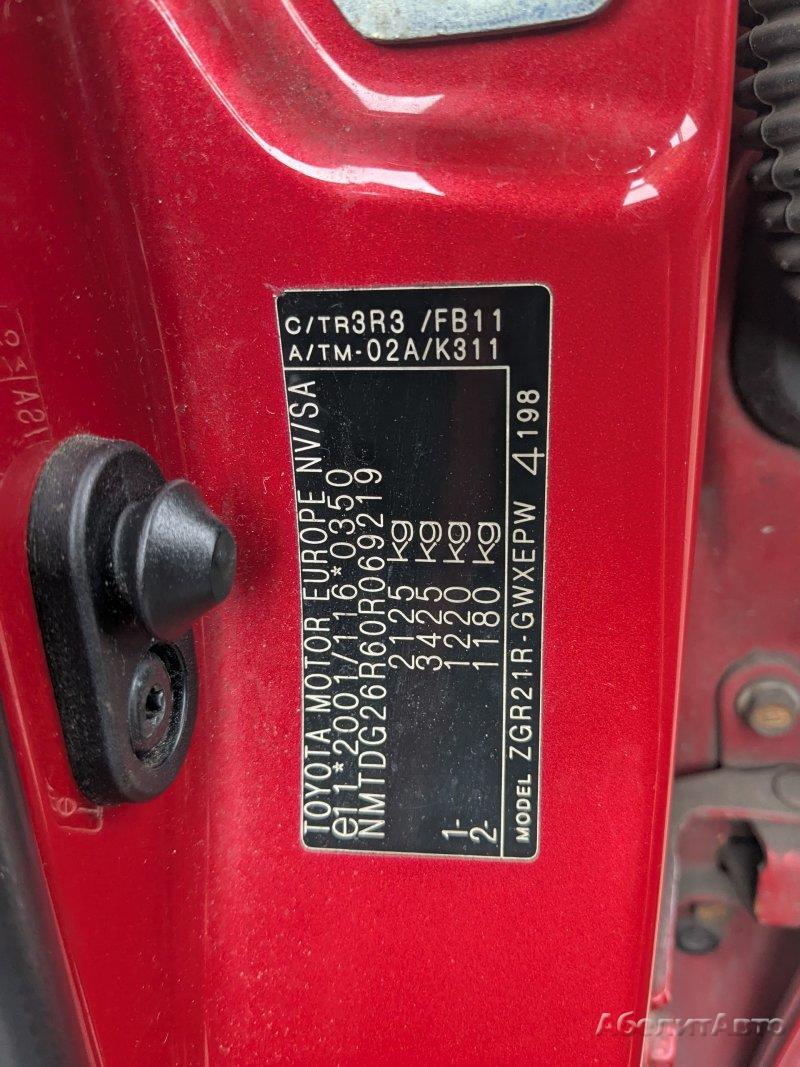 C/TR3R3 /FB11
A/TM-02A/K311
TOYOTA MOTOR EUROPE NV/SA
e11*2001/116*0350
NMTDG26R60R069219
2125 kg
3425 kg
1- 1220 kg
2- 1180 kg
MODEL ZGR21R-GWXEPW 4198
АбелитАвто